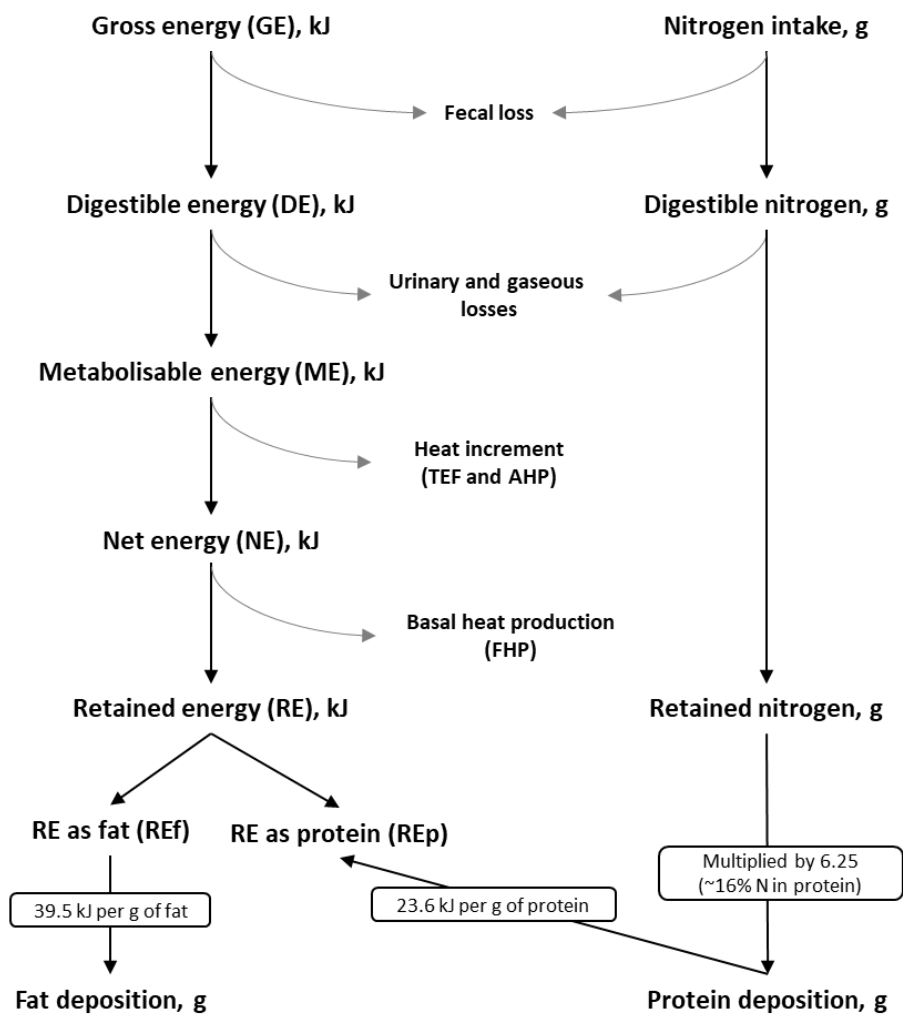 Gross energy (GE), kJ
Nitrogen intake, g
Fecal loss
Digestible energy (DE), kJ
Digestible nitrogen, g
Urinary and gaseous
losses
Metabolisable energy (ME), kJ
Heat increment
(TEF and AHP)
Net energy (NE), kJ
Basal heat production
(FHP)
Retained energy (RE), kJ
Retained nitrogen, g
RE as fat (REf)
RE as protein (REp)
Multiplied by 6.25
(~16% N in protein)
39.5 kJ per g of fat
23.6 kJ per g of protein
Fat deposition, g
Protein deposition, g